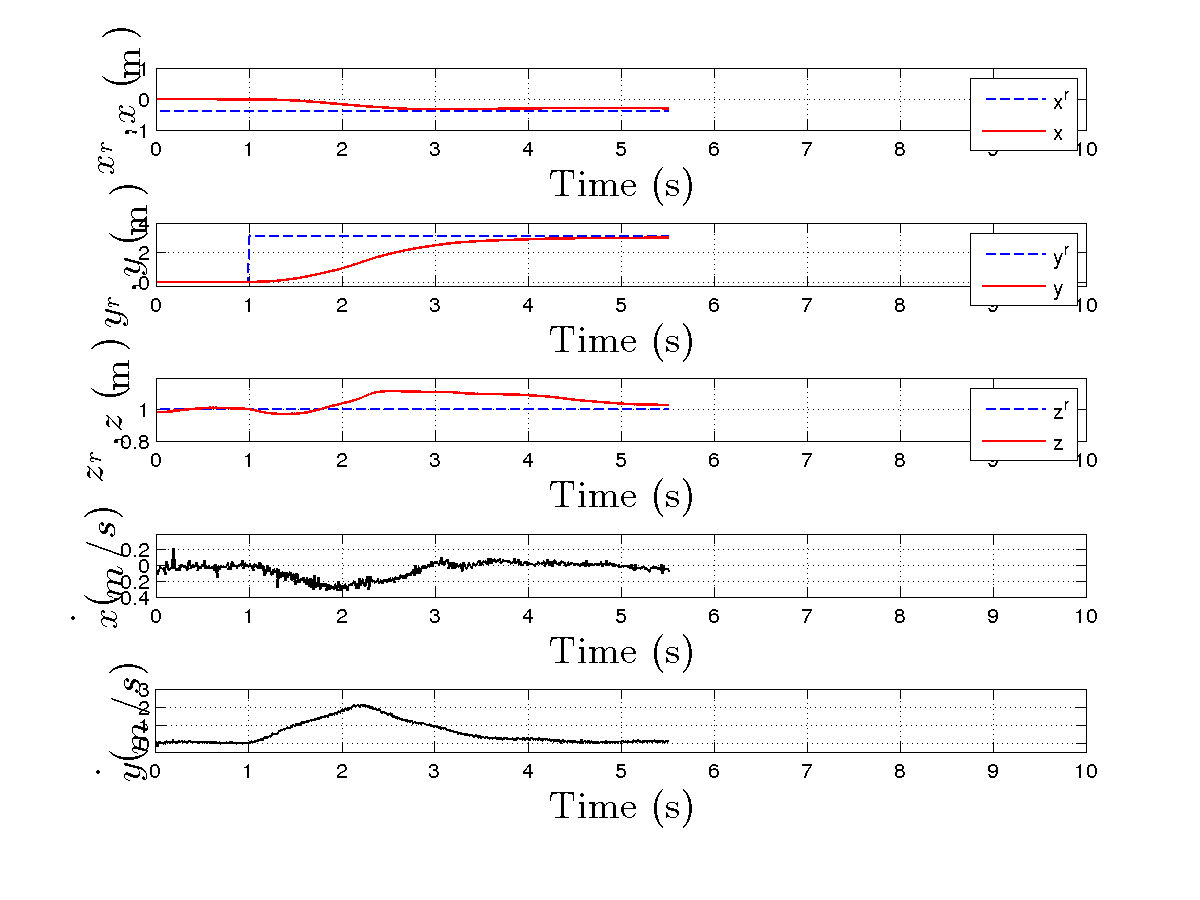 x^r ,x (m)
1
0
-1
0 1 2 3 4 5 6 7 8 9 10
Time (s)
x^r
x
y^r ,y (m)
4
2
0
0 1 2 3 4 5 6 7 8 9 10
Time (s)
y^r
y
z^r ,z (m)
1
0.8
0 1 2 3 4 5 6 7 8 9 10
Time (s)
z^r
z
ẋ(m/s)
0.2
0
-0.2
-0.4
0 1 2 3 4 5 6 7 8 9 10
Time (s)
ẏ(m/s)
3
2
1
0
0 1 2 3 4 5 6 7 8 9 10
Time (s)